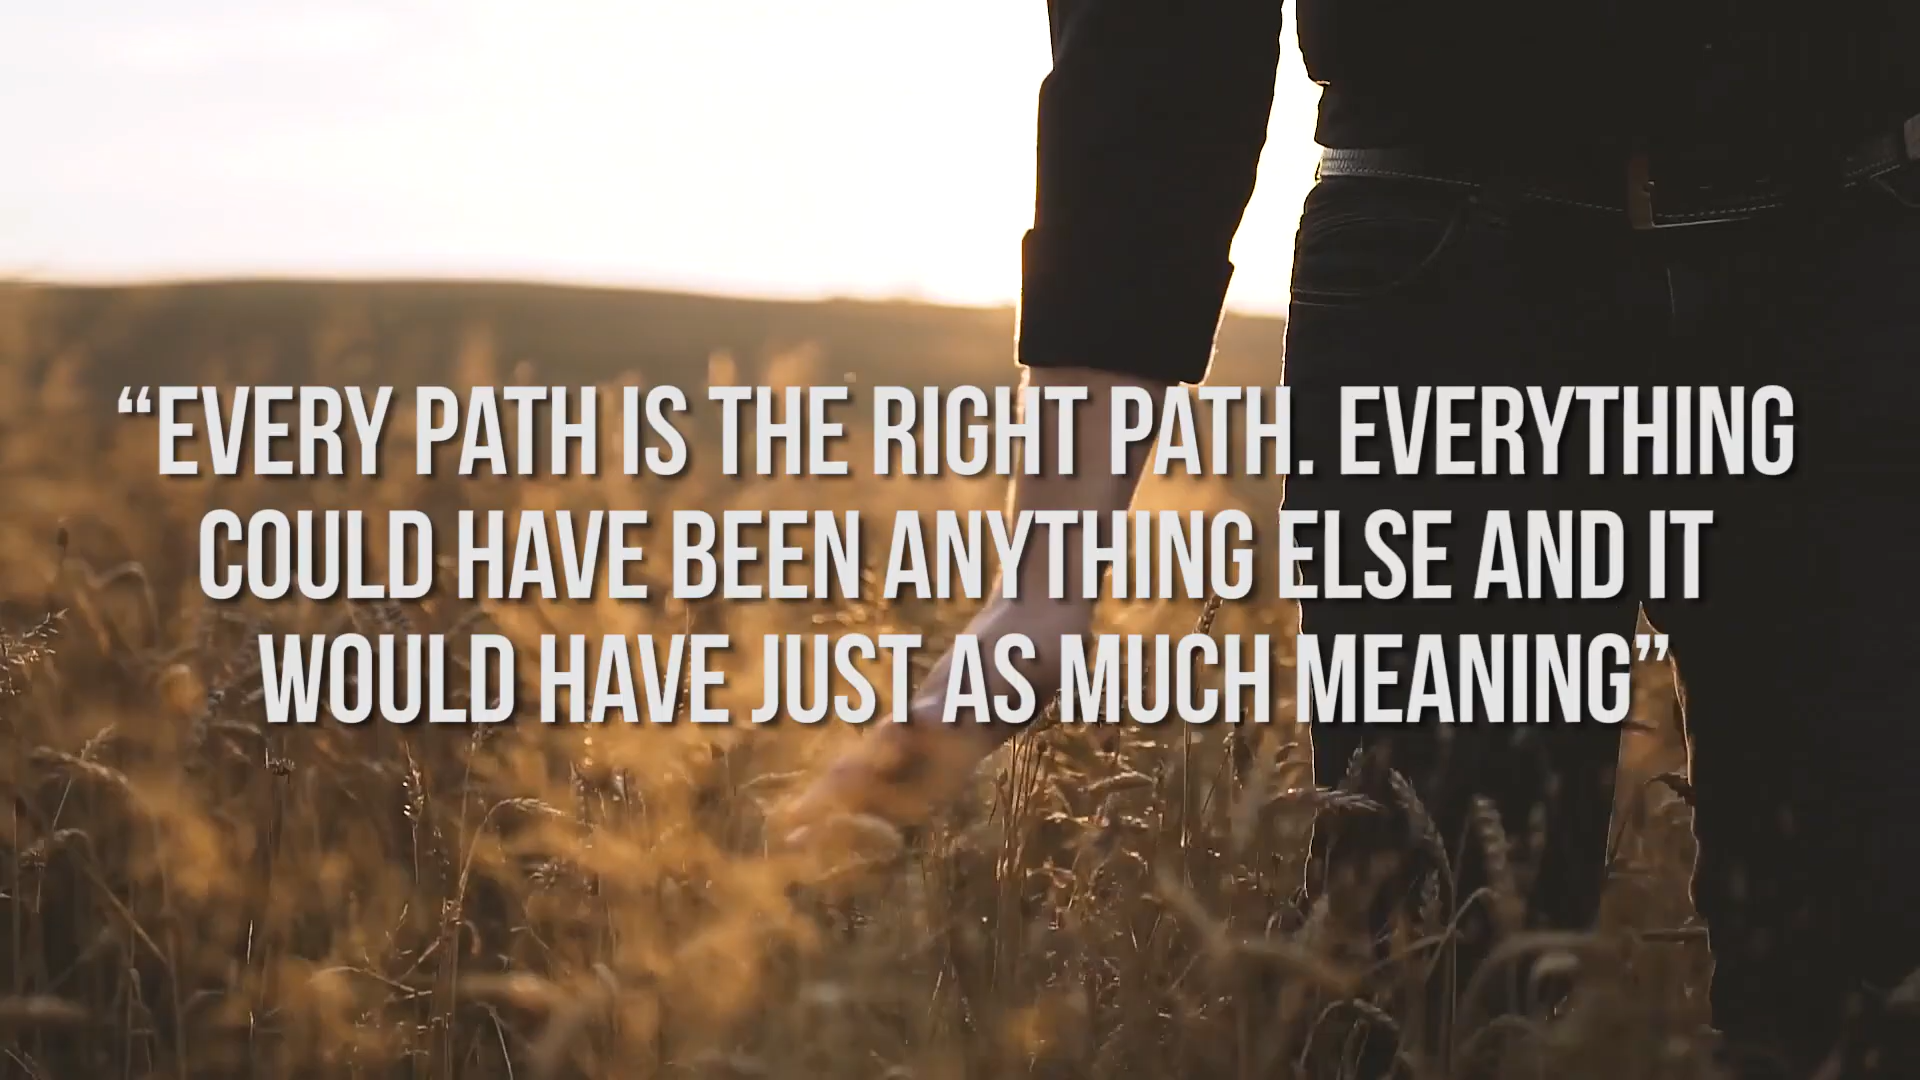 “EVERY PATH IS THE RIGHT PATH. EVERYTHING
COULD HAVE BEEN ANYTHING ELSE AND IT
WOULD HAVE JUST AS MUCH MEANING”